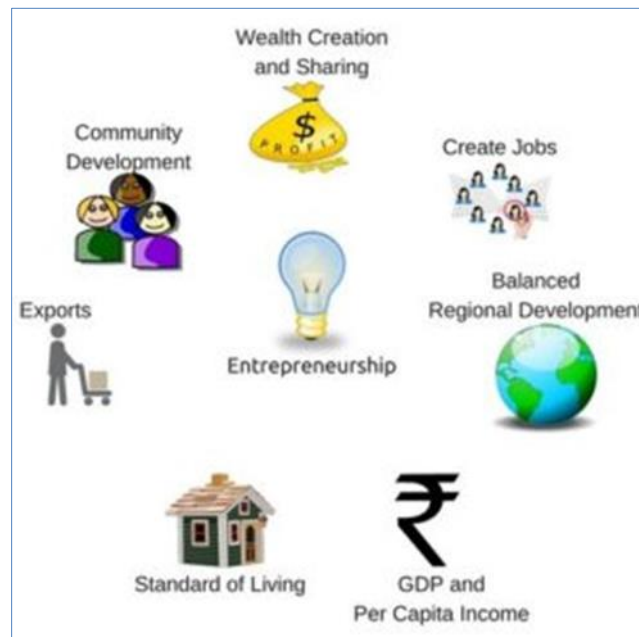 Wealth Creation
and Sharing
$
PROFIT
Community
Development
Create Jobs
Balanced
Regional Development
Exports
Entrepreneurship
₹
Standard of Living
GDP and
Per Capita Income